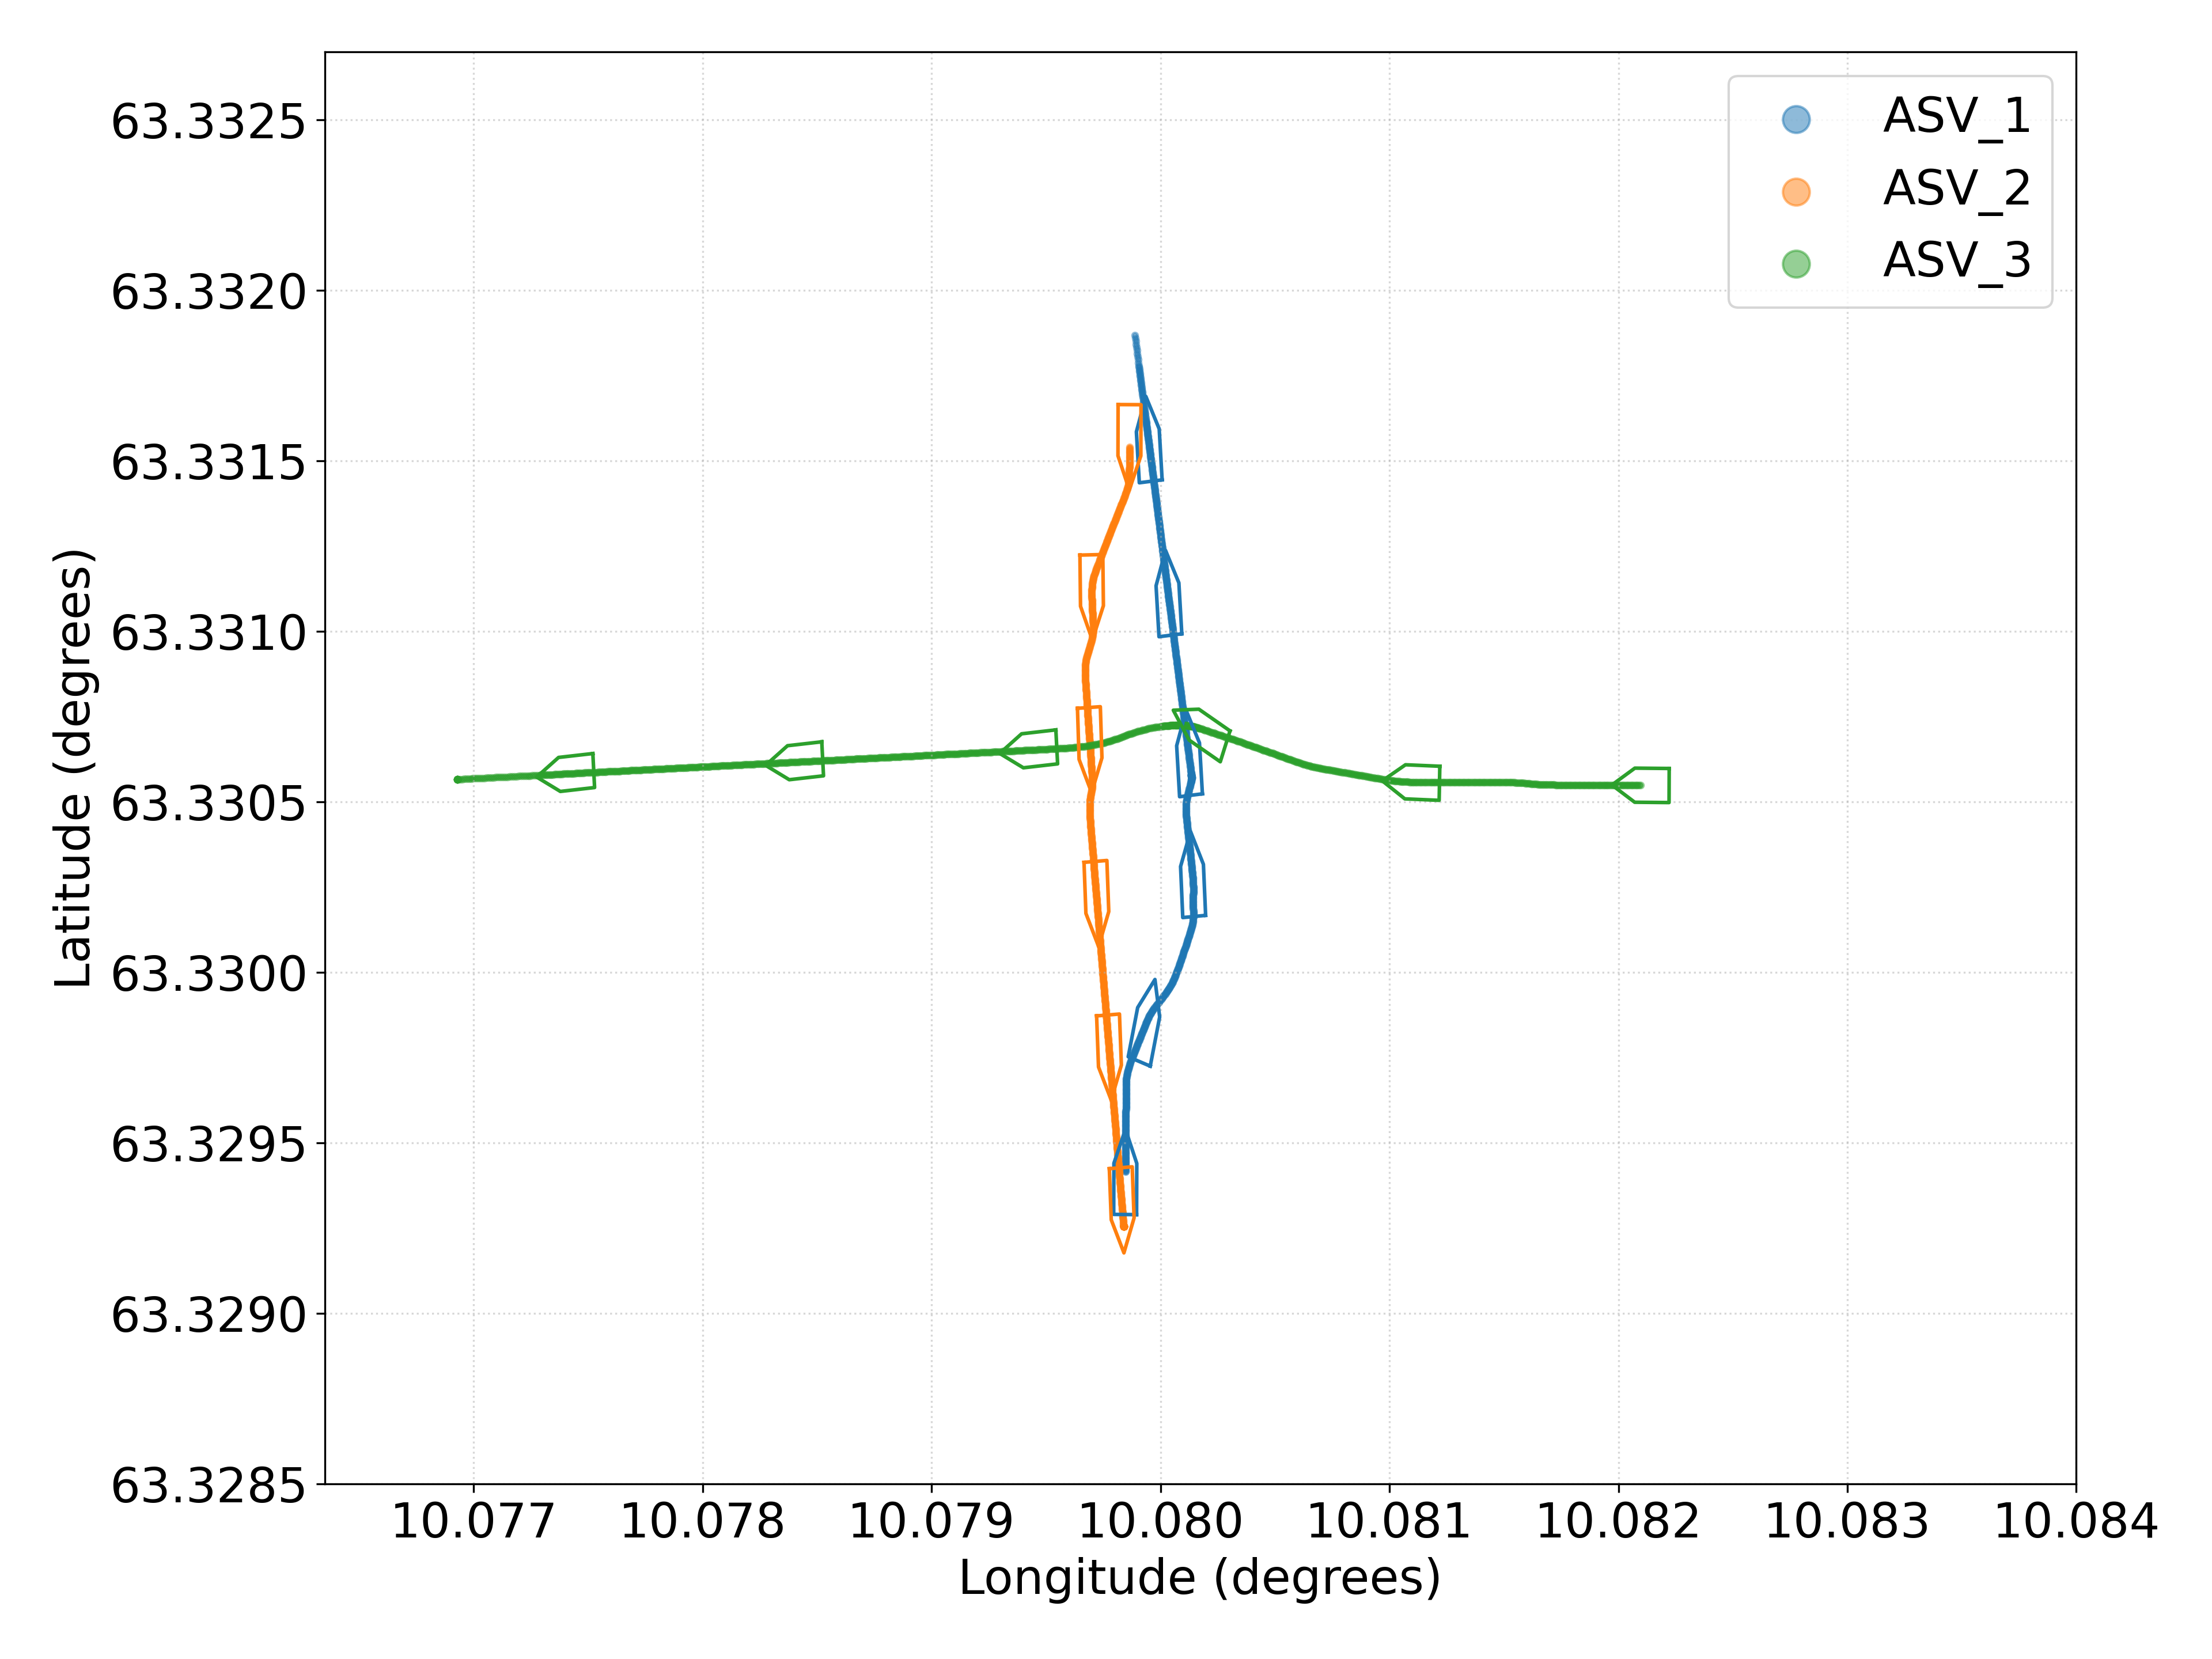 ASV_1
ASV_2
ASV_3
63.3325
63.3320
63.3315
63.3310
63.3305
63.3300
63.3295
63.3290
63.3285
Latitude (degrees)
10.077 10.078 10.079 10.080 10.081 10.082 10.083 10.084
Longitude (degrees)